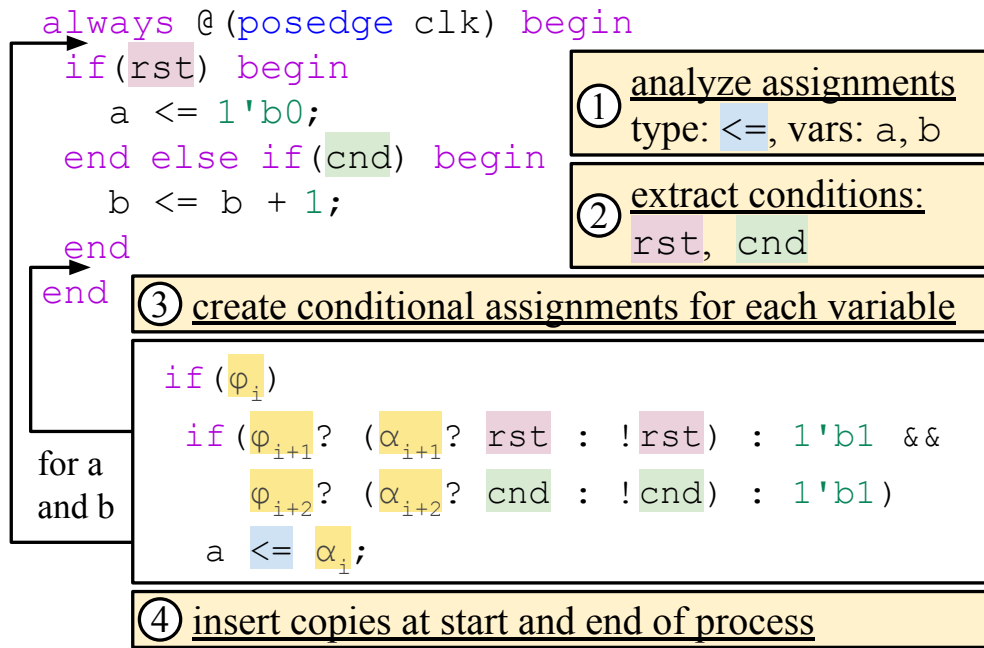 always @(posedge clk) begin
if(rst) begin
a <= 1'b0;
end else if(cnd) begin
b <= b + 1;
end
end
① analyze assignments
type: <=, vars: a, b
② extract conditions:
rst, cnd
③ create conditional assignments for each variable
if(φᵢ)
if(φᵢ₊₁? (αᵢ₊₁? rst : !rst) : 1'b1 &&
φᵢ₊₂? (αᵢ₊₂? cnd : !cnd) : 1'b1)
a <= αᵢ;
for a
and b
④ insert copies at start and end of process